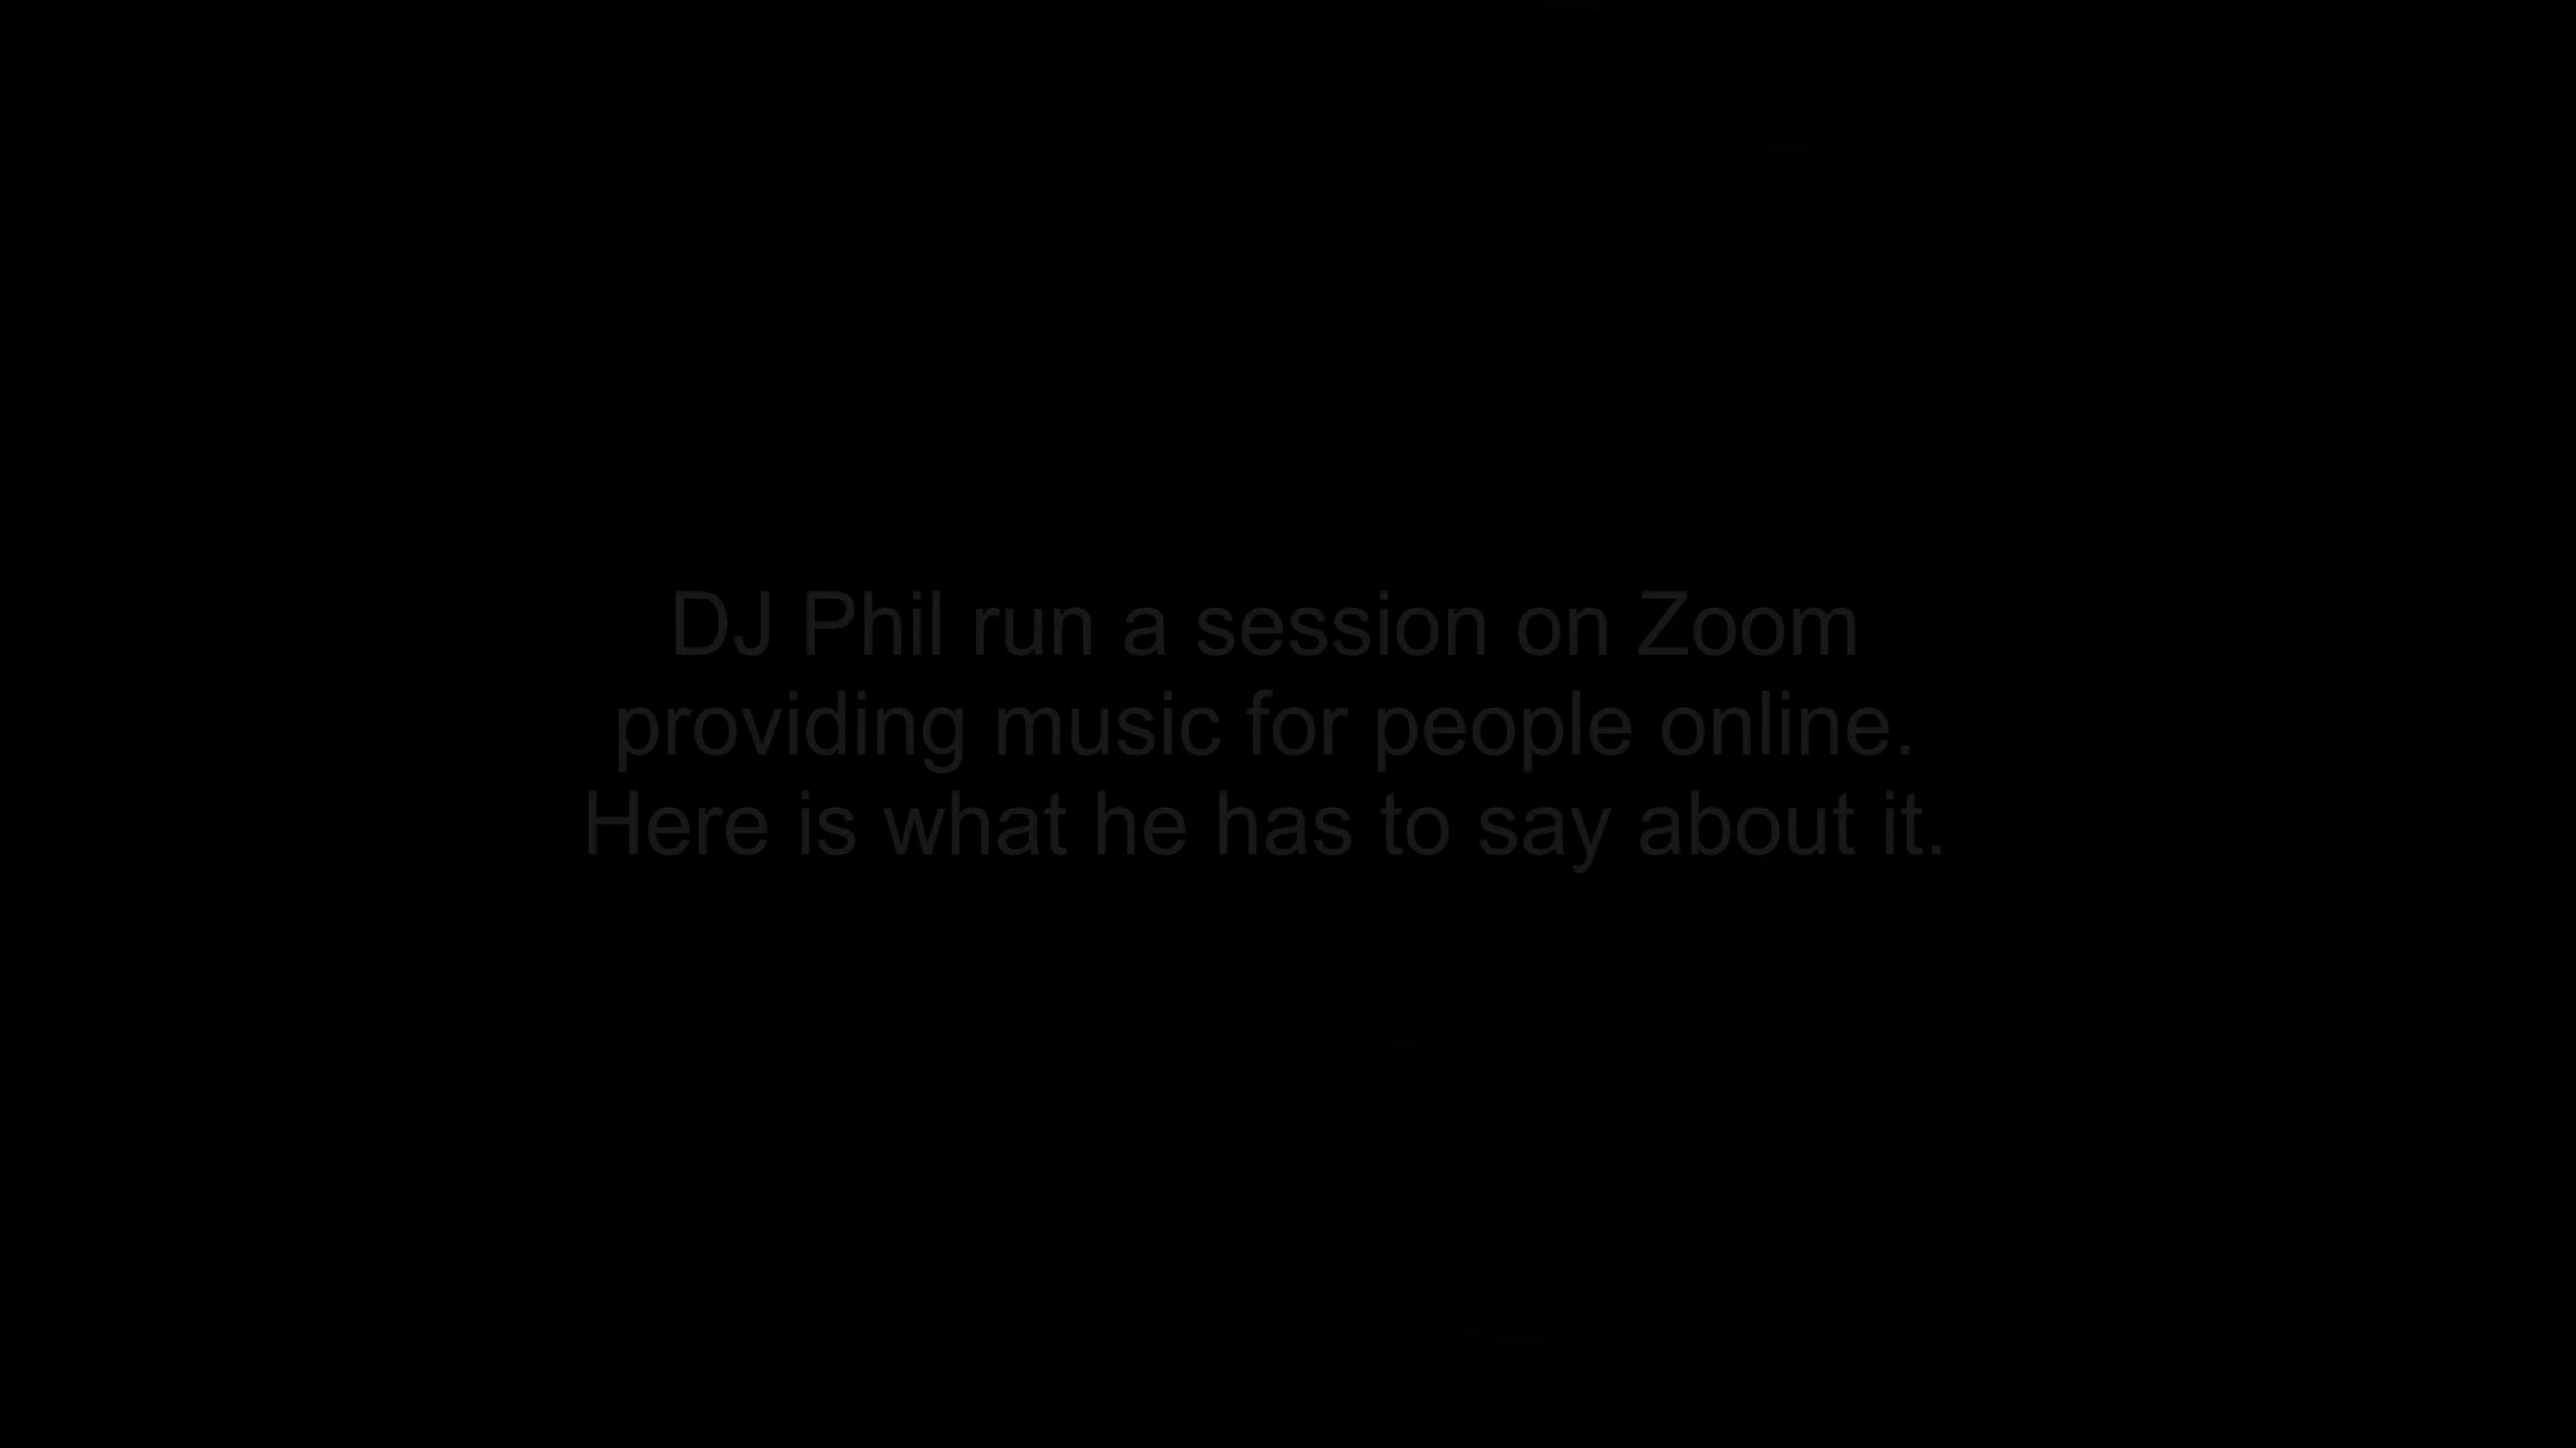 DJ Phil run a session on Zoom
providing music for people online.
Here is what he has to say about it.